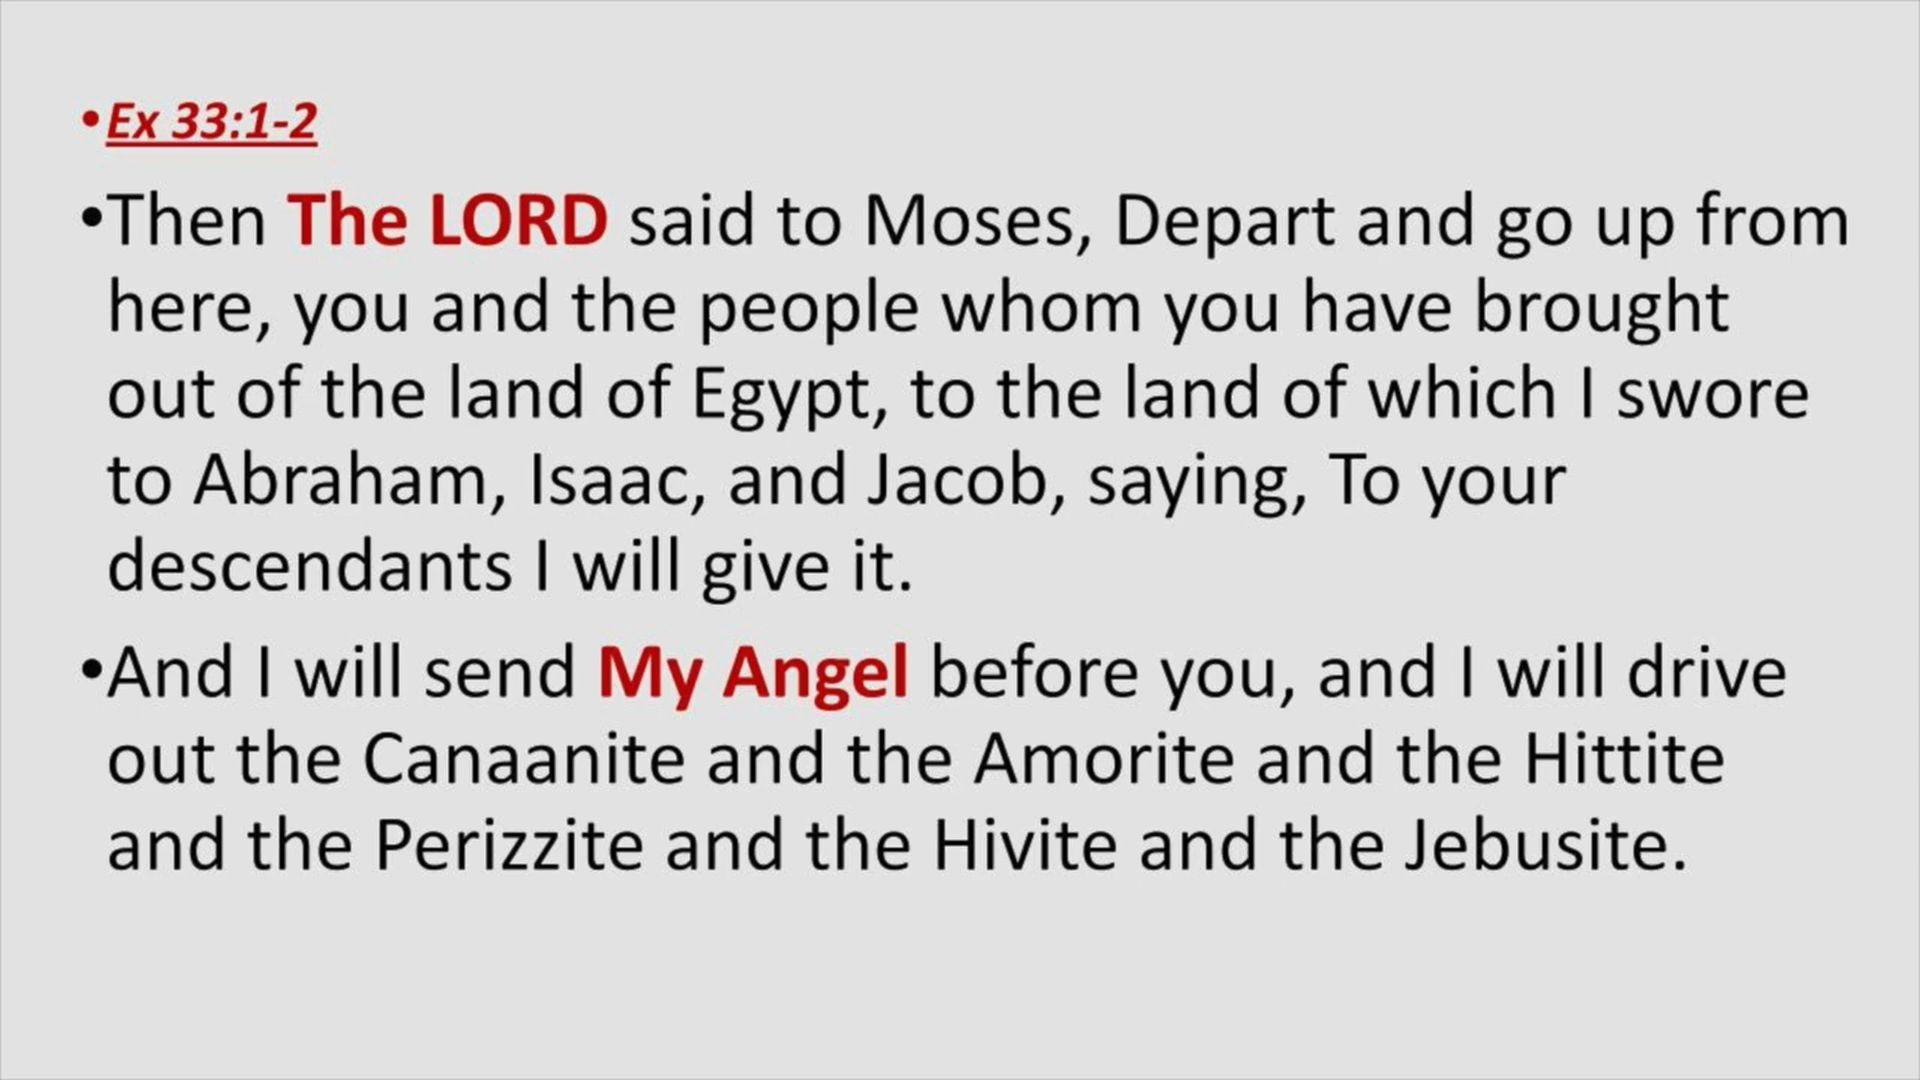 •Ex 33:1-2
•Then The LORD said to Moses, Depart and go up from
here, you and the people whom you have brought
out of the land of Egypt, to the land of which I swore
to Abraham, Isaac, and Jacob, saying, To your
descendants I will give it.
•And I will send My Angel before you, and I will drive
out the Canaanite and the Amorite and the Hittite
and the Perizzite and the Hivite and the Jebusite.